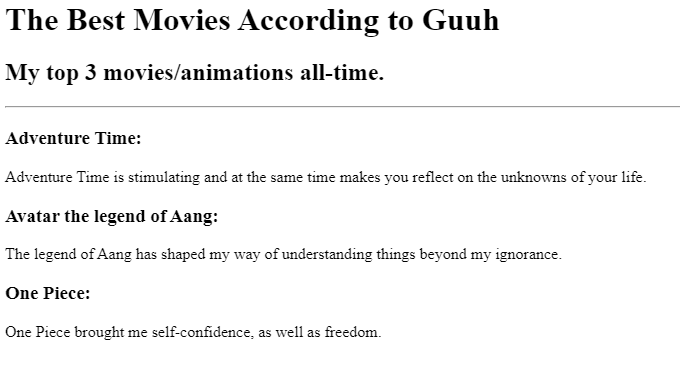 The Best Movies According to Guuh
My top 3 movies/animations all-time.
Adventure Time:
Adventure Time is stimulating and at the same time makes you reflect on the unknowns of your life.
Avatar the legend of Aang:
The legend of Aang has shaped my way of understanding things beyond my ignorance.
One Piece:
One Piece brought me self-confidence, as well as freedom.